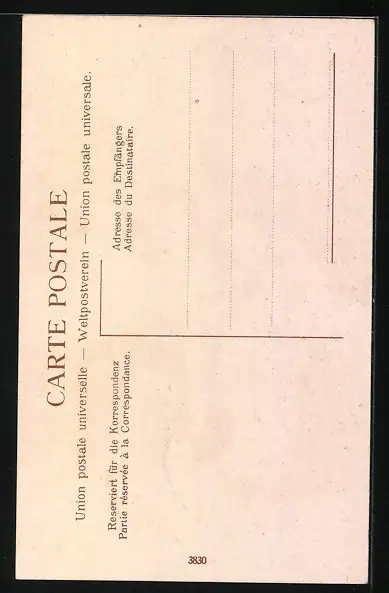 CARTE POSTALE
Union postale universelle — Weltpostverein — Union postale universale.
Reserviert für die Korrespondenz
Partie réservée à la Correspondance.
Adresse des Empfängers
Adresse du Destinataire.
3830